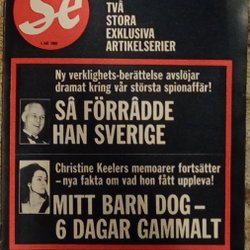 Se
TVÅ
STORA
EXKLUSIVA
ARTIKELSERIER
Ny verklighets-berättelse avslöjar
dramat kring vår största spionaffär!
SÅ FÖRRÅDDE
HAN SVERIGE
Christine Keelers memoarer fortsätter
- nya fakta om vad hon fått uppleva!
MITT BARN DOG-
6 DAGAR GAMMALT